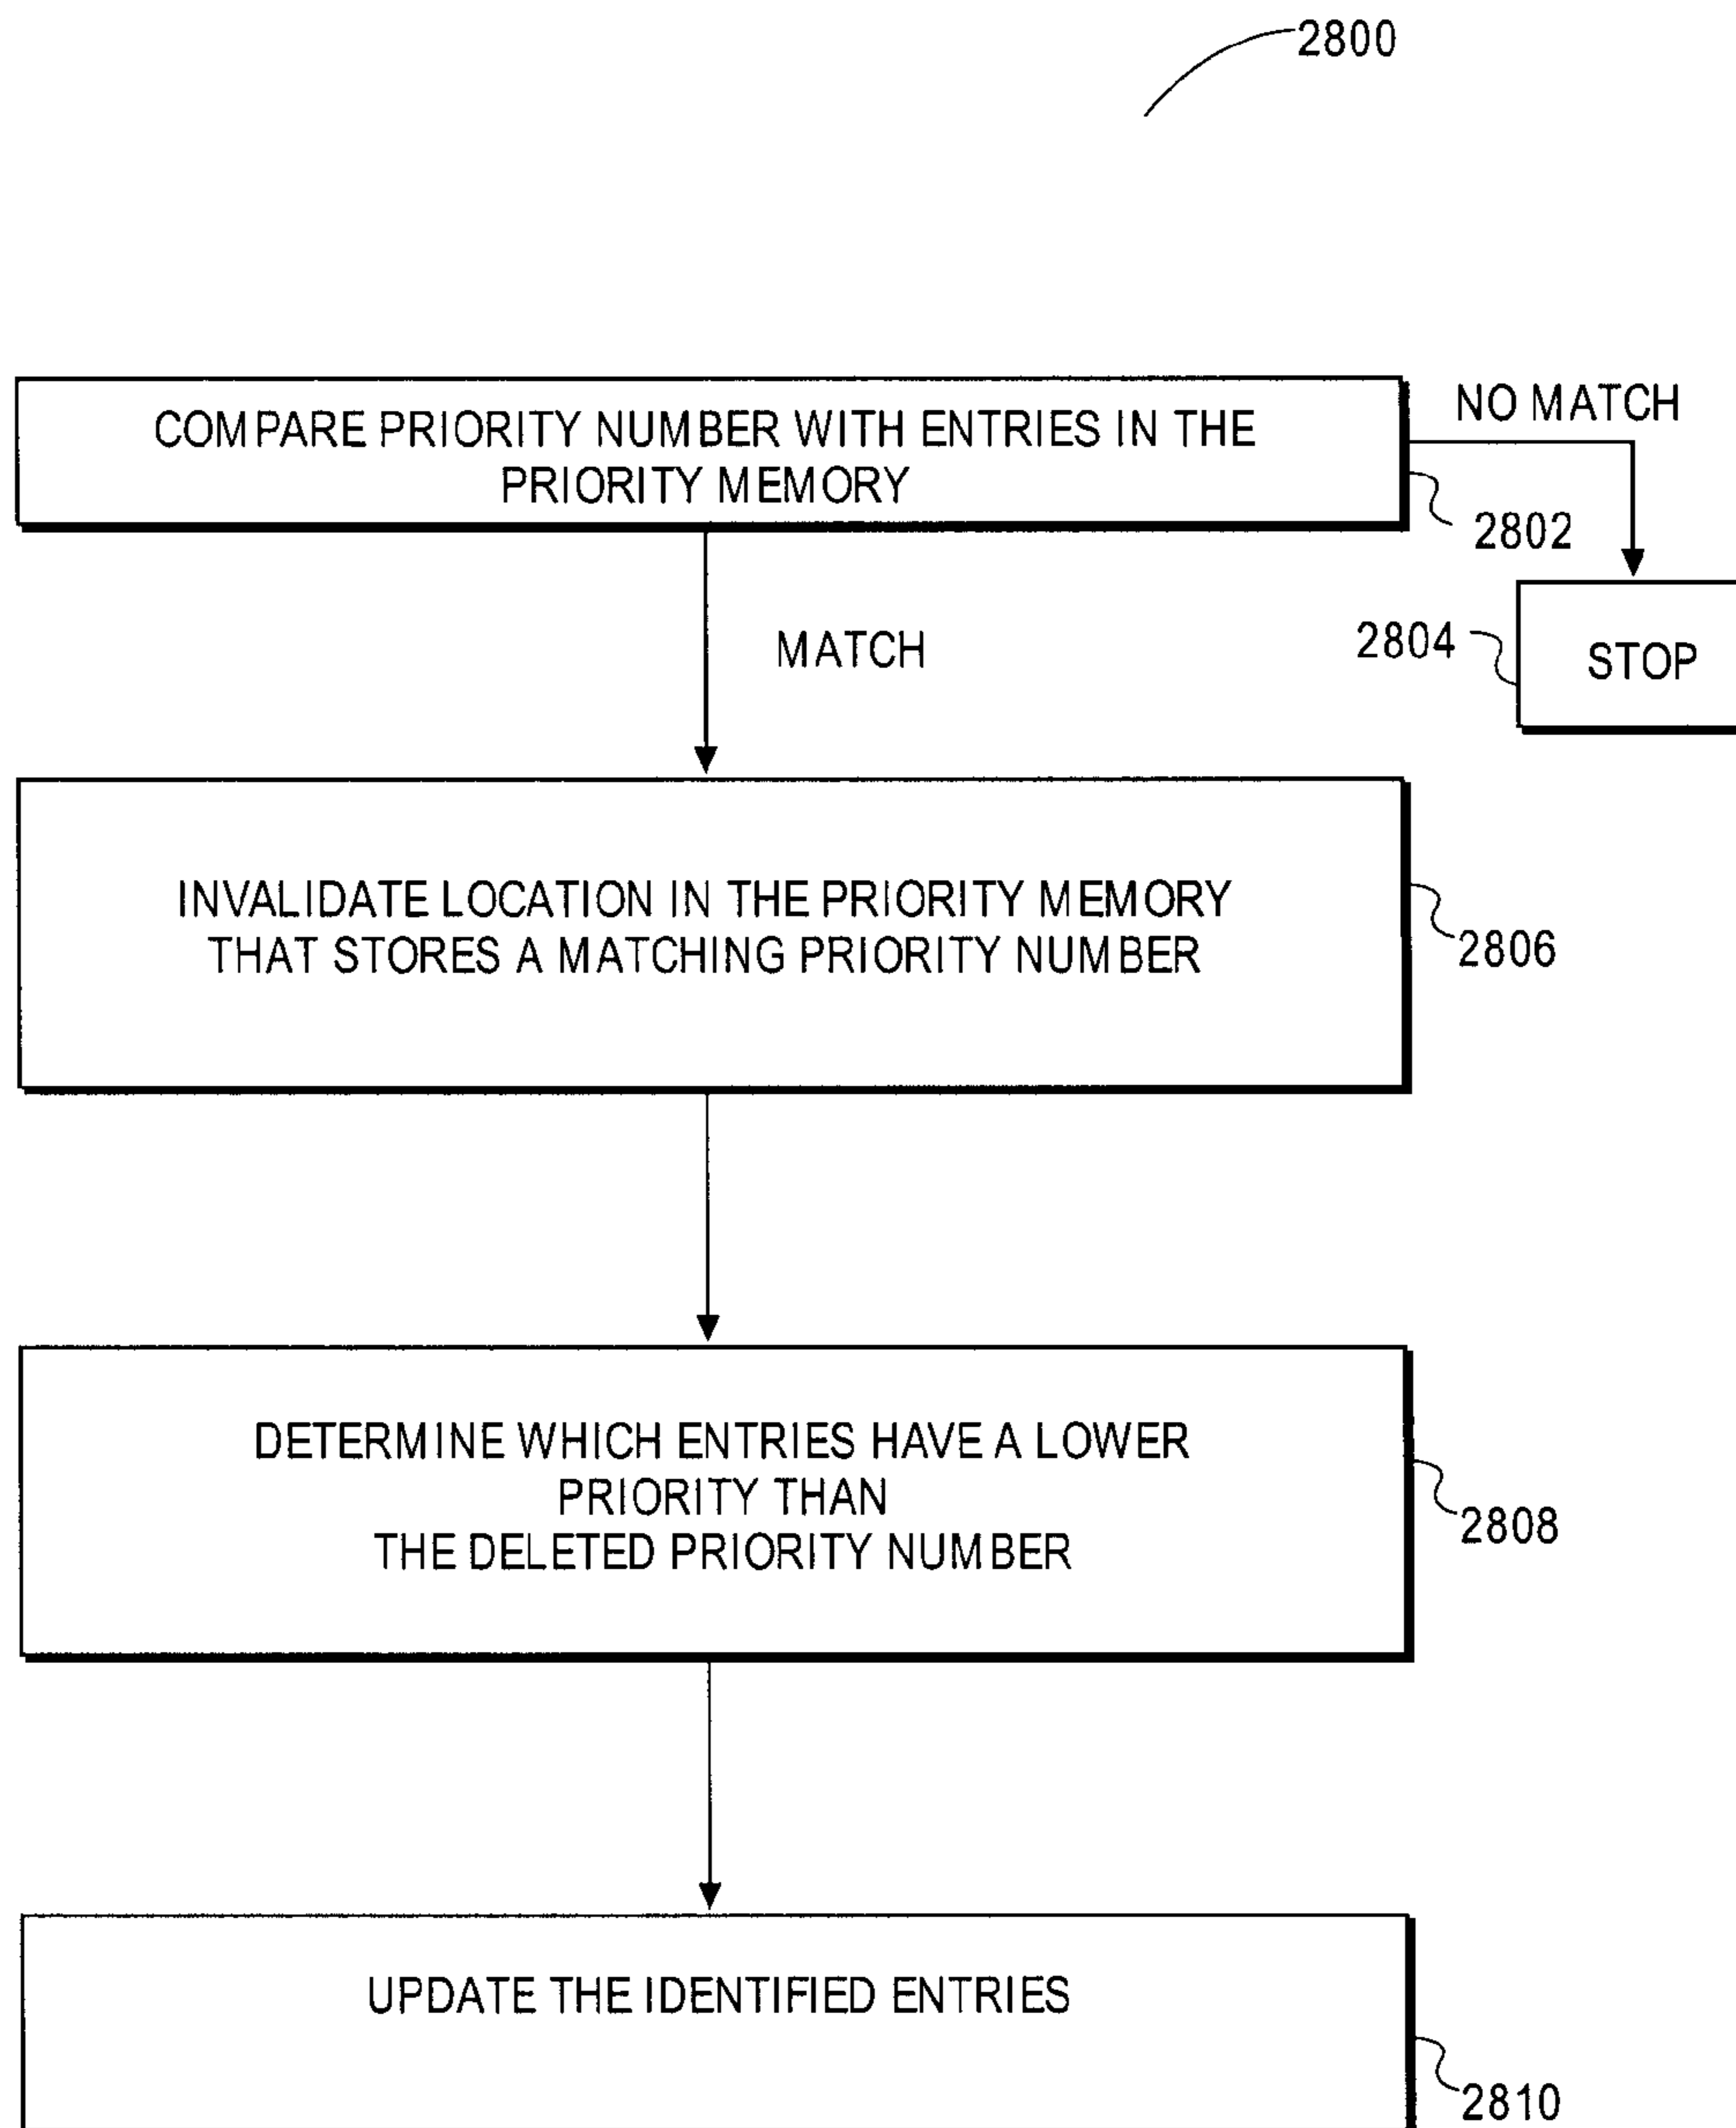 2800
COMPARE PRIORITY NUMBER WITH ENTRIES IN THE
PRIORITY MEMORY
NO MATCH
2802
MATCH
2804
STOP
INVALIDATE LOCATION IN THE PRIORITY MEMORY
THAT STORES A MATCHING PRIORITY NUMBER
2806
DETERMINE WHICH ENTRIES HAVE A LOWER
PRIORITY THAN
THE DELETED PRIORITY NUMBER
2808
UPDATE THE IDENTIFIED ENTRIES
2810